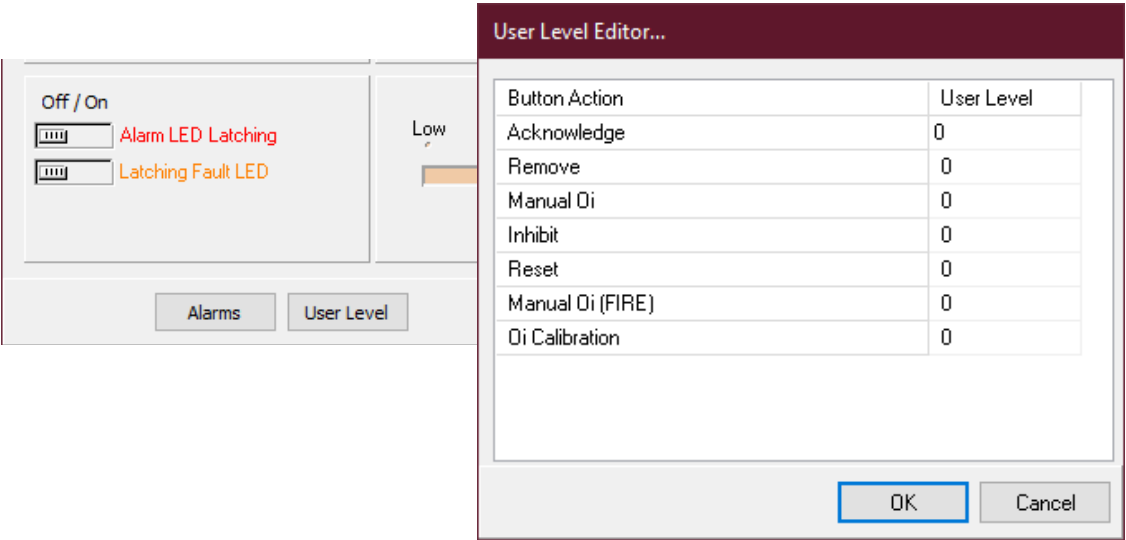 Off / On
Alarm LED Latching
Latching Fault LED
Low
Alarms
User Level
User Level Editor...
Button Action User Level
Acknowledge 0
Remove 0
Manual Oi 0
Inhibit 0
Reset 0
Manual Oi (FIRE) 0
Oi Calibration 0
OK
Cancel